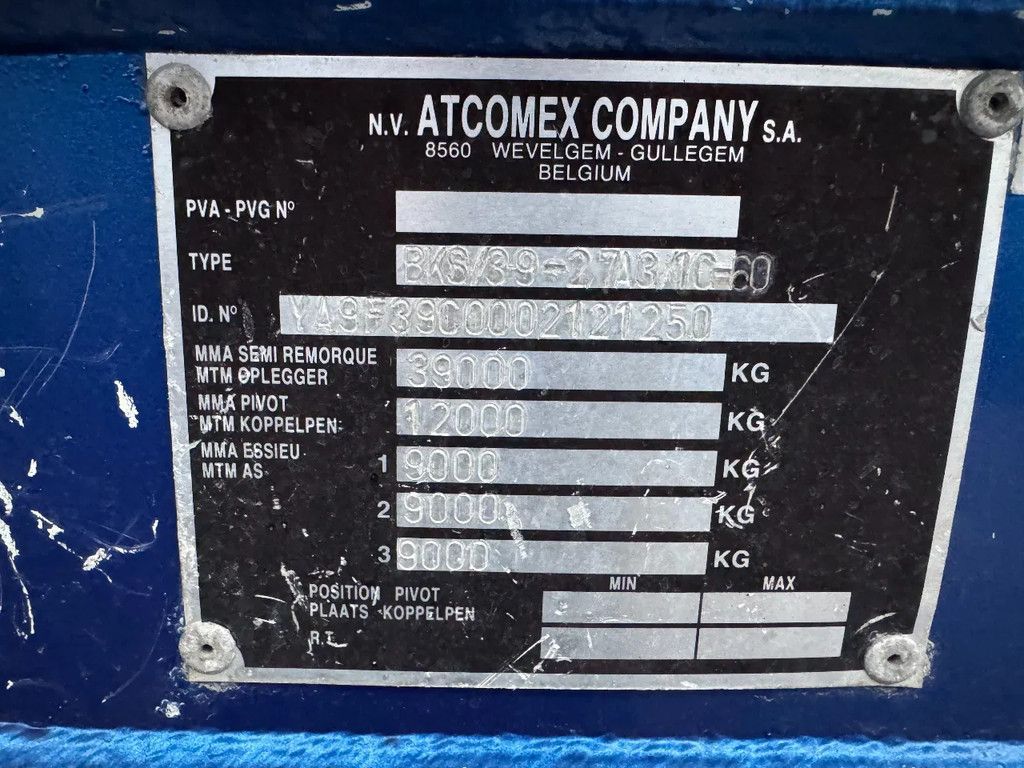 N.V. ATCOMEX COMPANY S.A.
8560 WEVELGEM - GULLEGEM
BELGIUM
PVA - PVG Nº
TYPE BKS/39-27A3/1C-60
ID. Nº YA9F39C0002121250
MMA SEMI REMORQUE
MTM OPLEGGER 39000 KG
MMA PIVOT
MTM KOPPELPEN 12000 KG
MMA ESSIEU
MTM AS 1 9000 KG
2 9000 KG
3 9000 KG
MIN MAX
POSITION PIVOT
PLAATS KOPPELPEN
R.T.